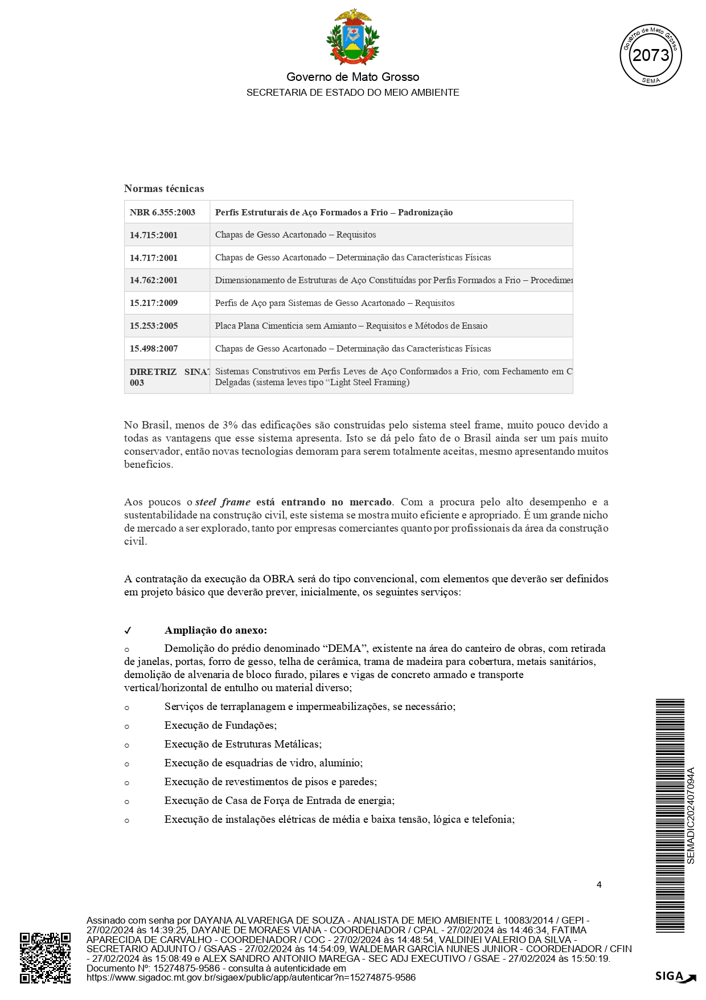 Governo de Mato Grosso
SECRETARIA DE ESTADO DO MEIO AMBIENTE
Governo de Mato Grosso
2073
SEMA
Normas técnicas
NBR 6.355:2003 Perfis Estruturais de Aço Formados a Frio – Padronização
14.715:2001 Chapas de Gesso Acartonado – Requisitos
14.717:2001 Chapas de Gesso Acartonado – Determinação das Características Físicas
14.762:2001 Dimensionamento de Estruturas de Aço Constituídas por Perfis Formados a Frio – Procedimen
15.217:2009 Perfis de Aço para Sistemas de Gesso Acartonado – Requisitos
15.253:2005 Placa Plana Cimentícia sem Amianto – Requisitos e Métodos de Ensaio
15.498:2007 Chapas de Gesso Acartonado – Determinação das Características Físicas
DIRETRIZ SINAT Sistemas Construtivos em Perfis Leves de Aço Conformados a Frio, com Fechamento em C
003 Delgadas (sistema leves tipo “Light Steel Framing)
No Brasil, menos de 3% das edificações são construídas pelo sistema steel frame, muito pouco devido a
todas as vantagens que esse sistema apresenta. Isto se dá pelo fato de o Brasil ainda ser um país muito
conservador, então novas tecnologias demoram para serem totalmente aceitas, mesmo apresentando muitos
benefícios.
Aos poucos o steel frame está entrando no mercado. Com a procura pelo alto desempenho e a
sustentabilidade na construção civil, este sistema se mostra muito eficiente e apropriado. É um grande nicho
de mercado a ser explorado, tanto por empresas comerciantes quanto por profissionais da área da construção
civil.
A contratação da execução da OBRA será do tipo convencional, com elementos que deverão ser definidos
em projeto básico que deverão prever, inicialmente, os seguintes serviços:
✓ Ampliação do anexo:
o Demolição do prédio denominado “DEMA”, existente na área do canteiro de obras, com retirada
de janelas, portas, forro de gesso, telha de cerâmica, trama de madeira para cobertura, metais sanitários,
demolição de alvenaria de bloco furado, pilares e vigas de concreto armado e transporte
vertical/horizontal de entulho ou material diverso;
o Serviços de terraplanagem e impermeabilizações, se necessário;
o Execução de Fundações;
o Execução de Estruturas Metálicas;
o Execução de esquadrias de vidro, alumínio;
o Execução de revestimentos de pisos e paredes;
o Execução de Casa de Força de Entrada de energia;
o Execução de instalações elétricas de média e baixa tensão, lógica e telefonia;
SEMADIC202407094A
4
Assinado com senha por DAYANA ALVARENGA DE SOUZA - ANALISTA DE MEIO AMBIENTE L 10083/2014 / GEPI -
27/02/2024 às 14:39:25, DAYANE DE MORAES VIANA - COORDENADOR / CPAL - 27/02/2024 às 14:46:34, FATIMA
APARECIDA DE CARVALHO - COORDENADOR / COC - 27/02/2024 às 14:48:54, VALDINEI VALERIO DA SILVA -
SECRETARIO ADJUNTO / GSAAS - 27/02/2024 às 14:54:09, WALDEMAR GARCIA NUNES JUNIOR - COORDENADOR / CFIN
- 27/02/2024 às 15:08:49 e ALEX SANDRO ANTONIO MAREGA - SEC ADJ EXECUTIVO / GSAE - 27/02/2024 às 15:50:19.
Documento Nº: 15274875-9586 - consulta à autenticidade em
https://www.sigadoc.mt.gov.br/sigaex/public/app/autenticar?n=15274875-9586
SIGA